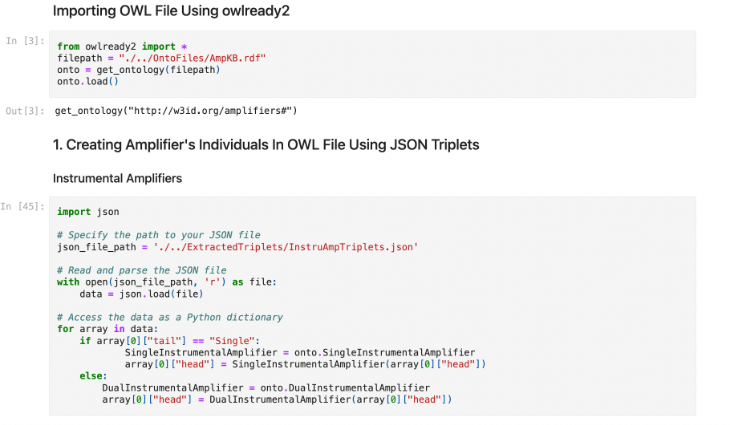 Importing OWL File Using owlready2
In [3]:
from owlready2 import *
filepath = "./../OntoFiles/AmpKB.rdf"
onto = get_ontology(filepath)
onto.load()
Out[3]: get_ontology("http://w3id.org/amplifiers#")
1. Creating Amplifier's Individuals In OWL File Using JSON Triplets
Instrumental Amplifiers
In [45]:
import json
# Specify the path to your JSON file
json_file_path = './../ExtractedTriplets/InstruAmpTriplets.json'
# Read and parse the JSON file
with open(json_file_path, 'r') as file:
    data = json.load(file)
# Access the data as a Python dictionary
for array in data:
    if array[0]["tail"] == "Single":
            SingleInstrumentalAmplifier = onto.SingleInstrumentalAmplifier
            array[0]["head"] = SingleInstrumentalAmplifier(array[0]["head"])
    else:
        DualInstrumentalAmplifier = onto.DualInstrumentalAmplifier
        array[0]["head"] = DualInstrumentalAmplifier(array[0]["head"])